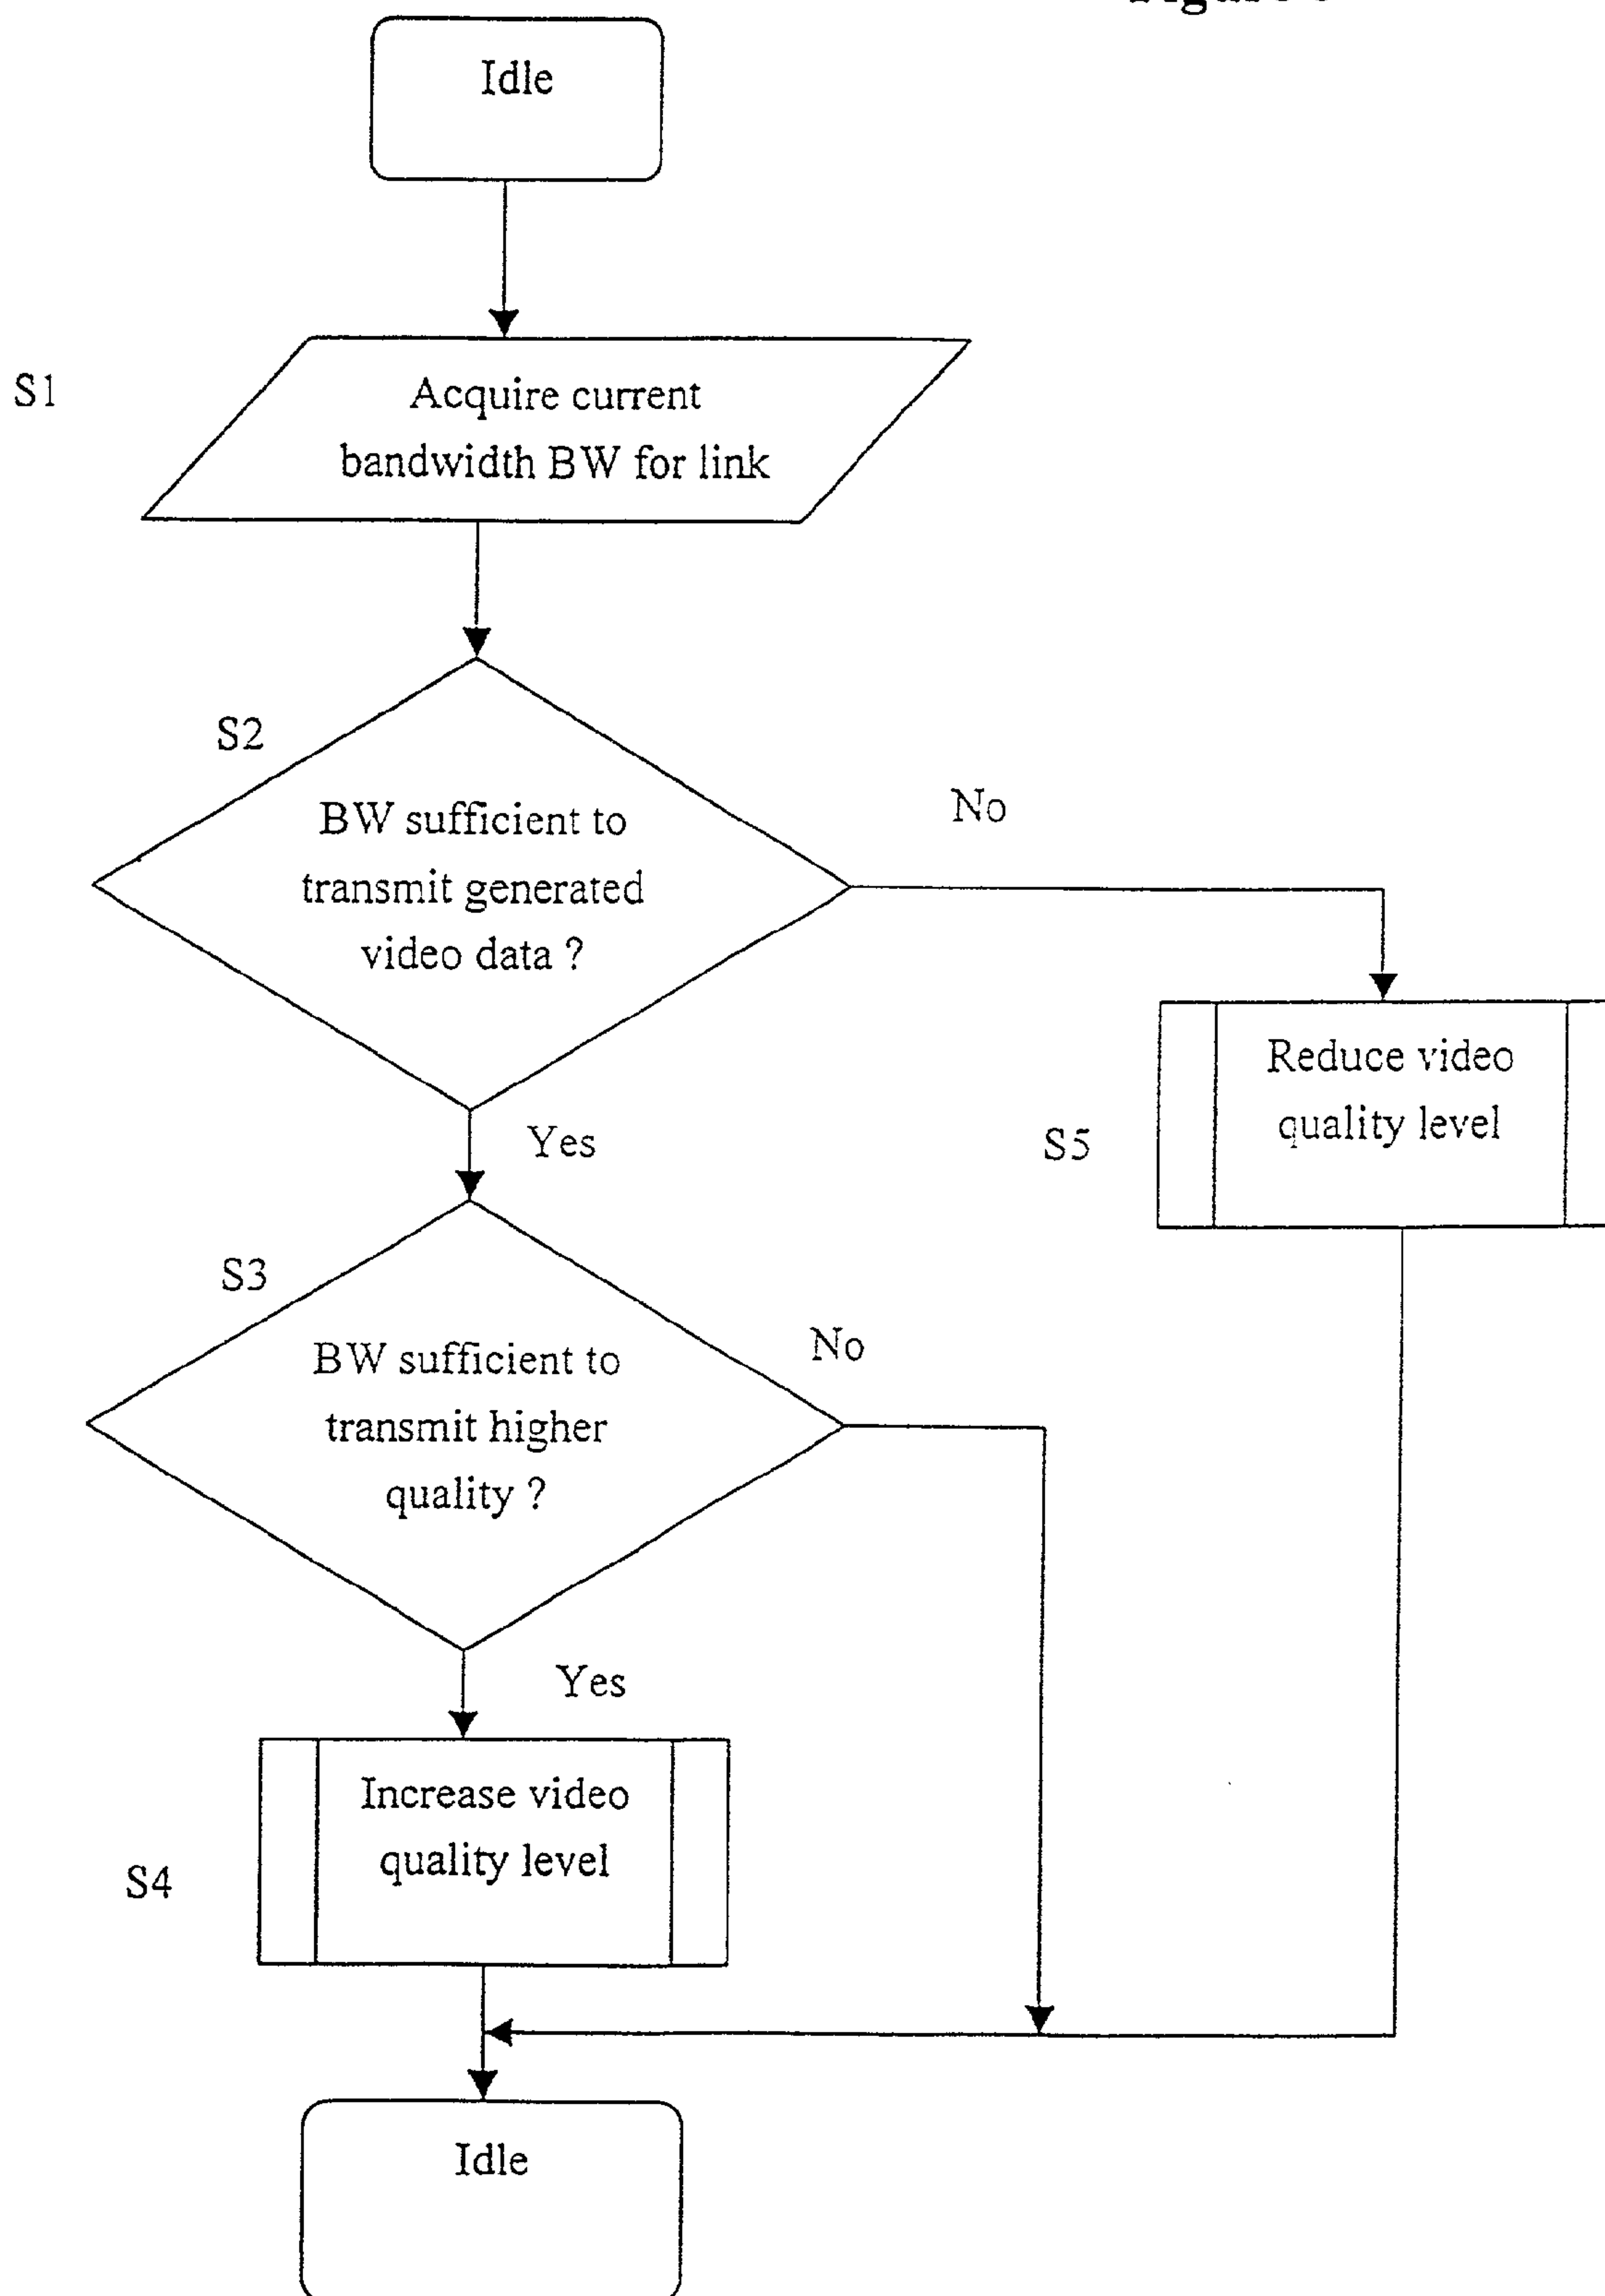 Idle
S1
Acquire current
bandwidth BW for link
S2
BW sufficient to
transmit generated
video data ?
No
Reduce video
quality level
S5
Yes
S3
BW sufficient to
transmit higher
quality ?
No
Yes
Increase video
quality level
S4
Idle